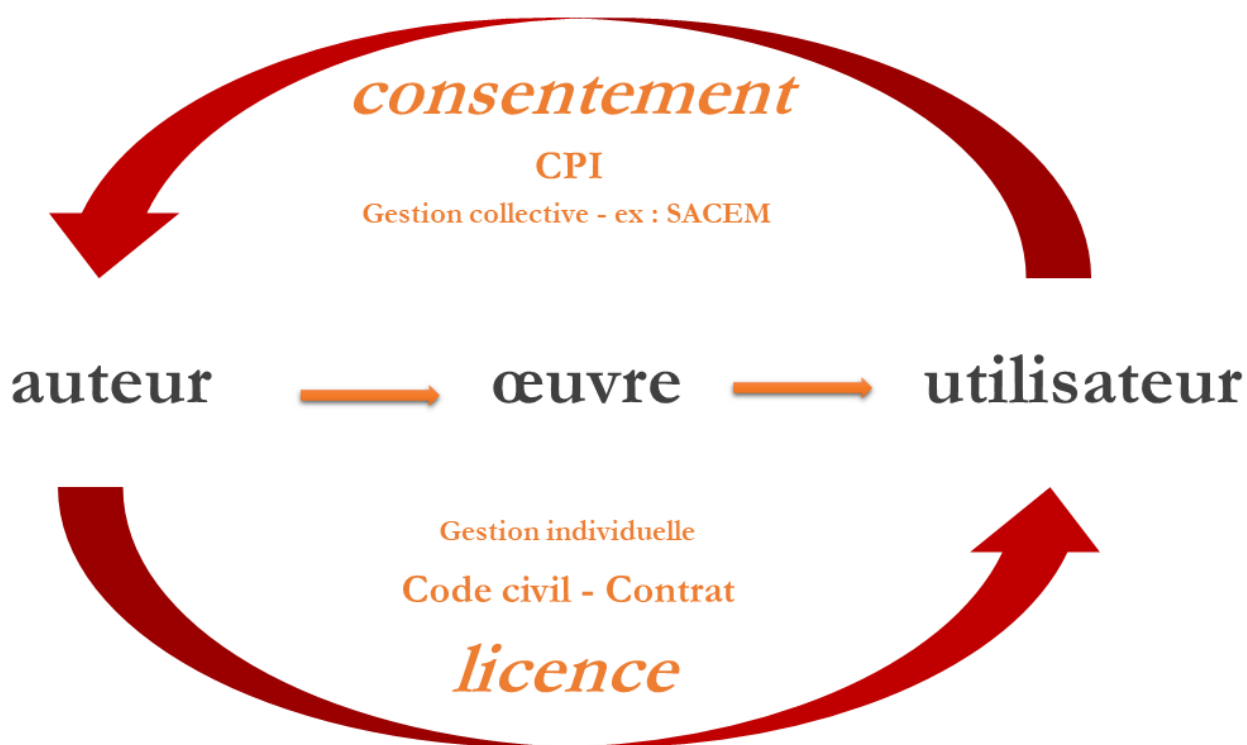 consentement
CPI
Gestion collective - ex : SACEM
auteur œuvre utilisateur
Gestion individuelle
Code civil - Contrat
licence